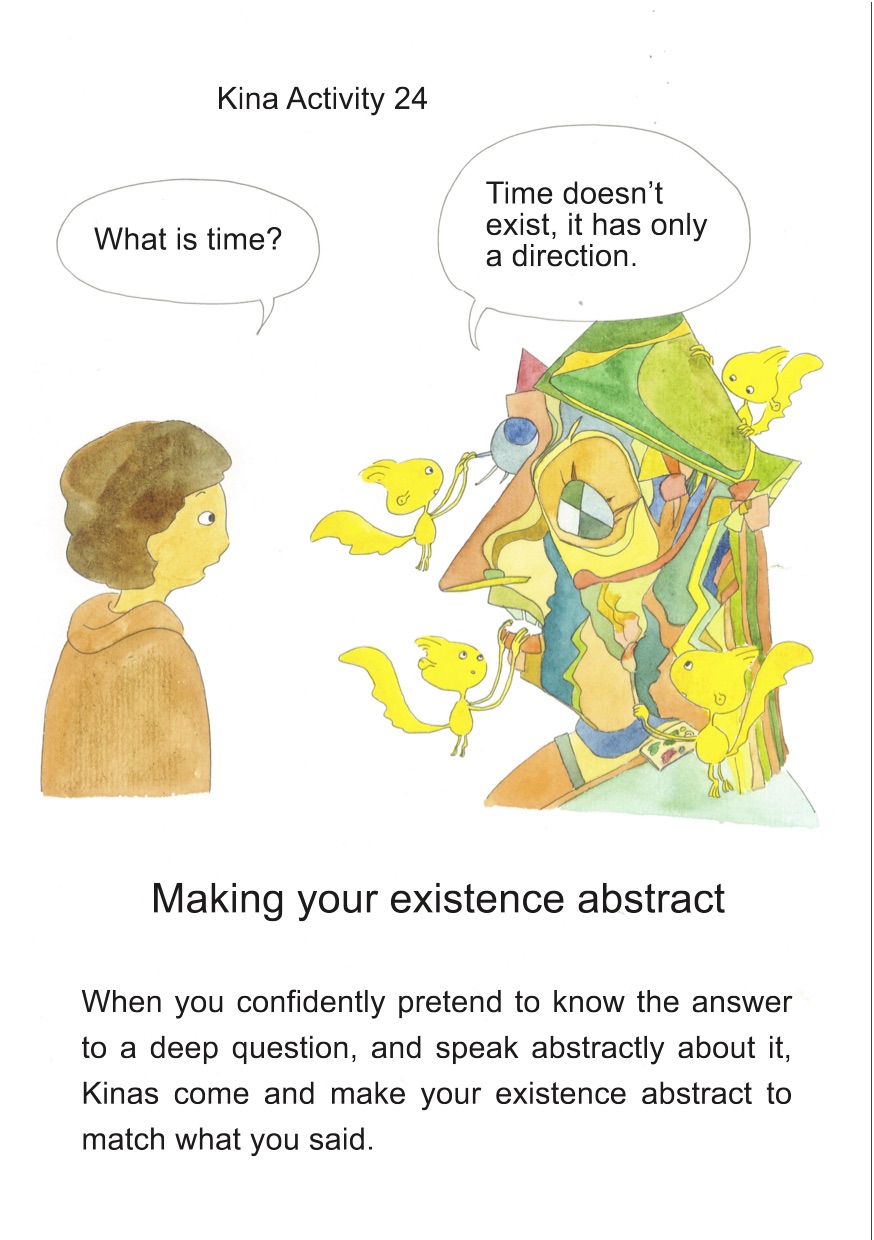 Kina Activity 24
What is time?
Time doesn’t
exist, it has only
a direction.
Making your existence abstract
When you confidently pretend to know the answer
to a deep question, and speak abstractly about it,
Kinas come and make your existence abstract to
match what you said.